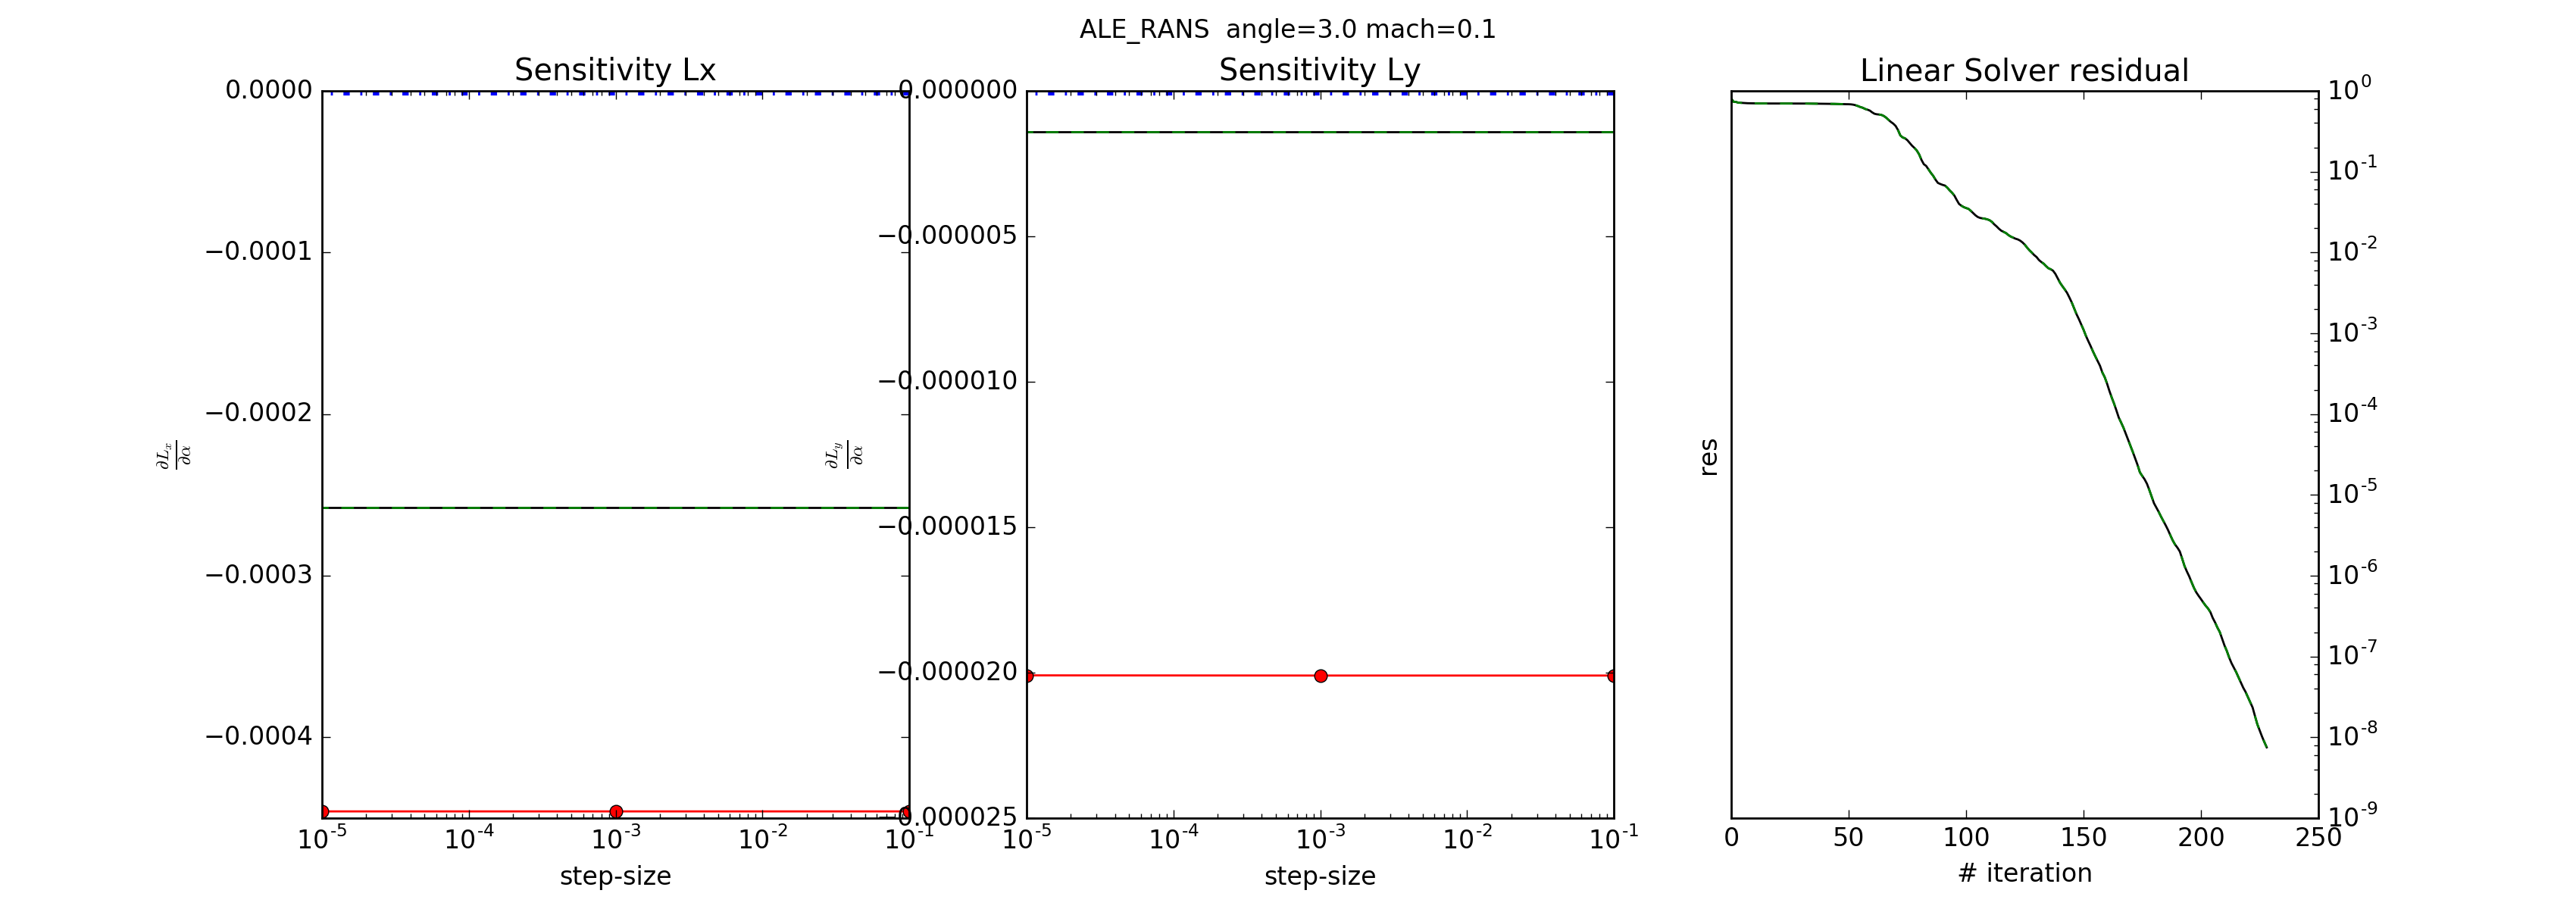 ALE_RANS  angle=3.0 mach=0.1
Sensitivity Lx
0.0000
−0.0001
−0.0002
−0.0003
−0.0004
∂Lx/∂α
10^-5 10^-4 10^-3 10^-2 10^-1
step-size
Sensitivity Ly
0.000000
−0.000005
−0.000010
−0.000015
−0.000020
−0.000025
∂Ly/∂α
10^-5 10^-4 10^-3 10^-2 10^-1
step-size
Linear Solver residual
res
10^0
10^-1
10^-2
10^-3
10^-4
10^-5
10^-6
10^-7
10^-8
10^-9
0 50 100 150 200 250
# iteration